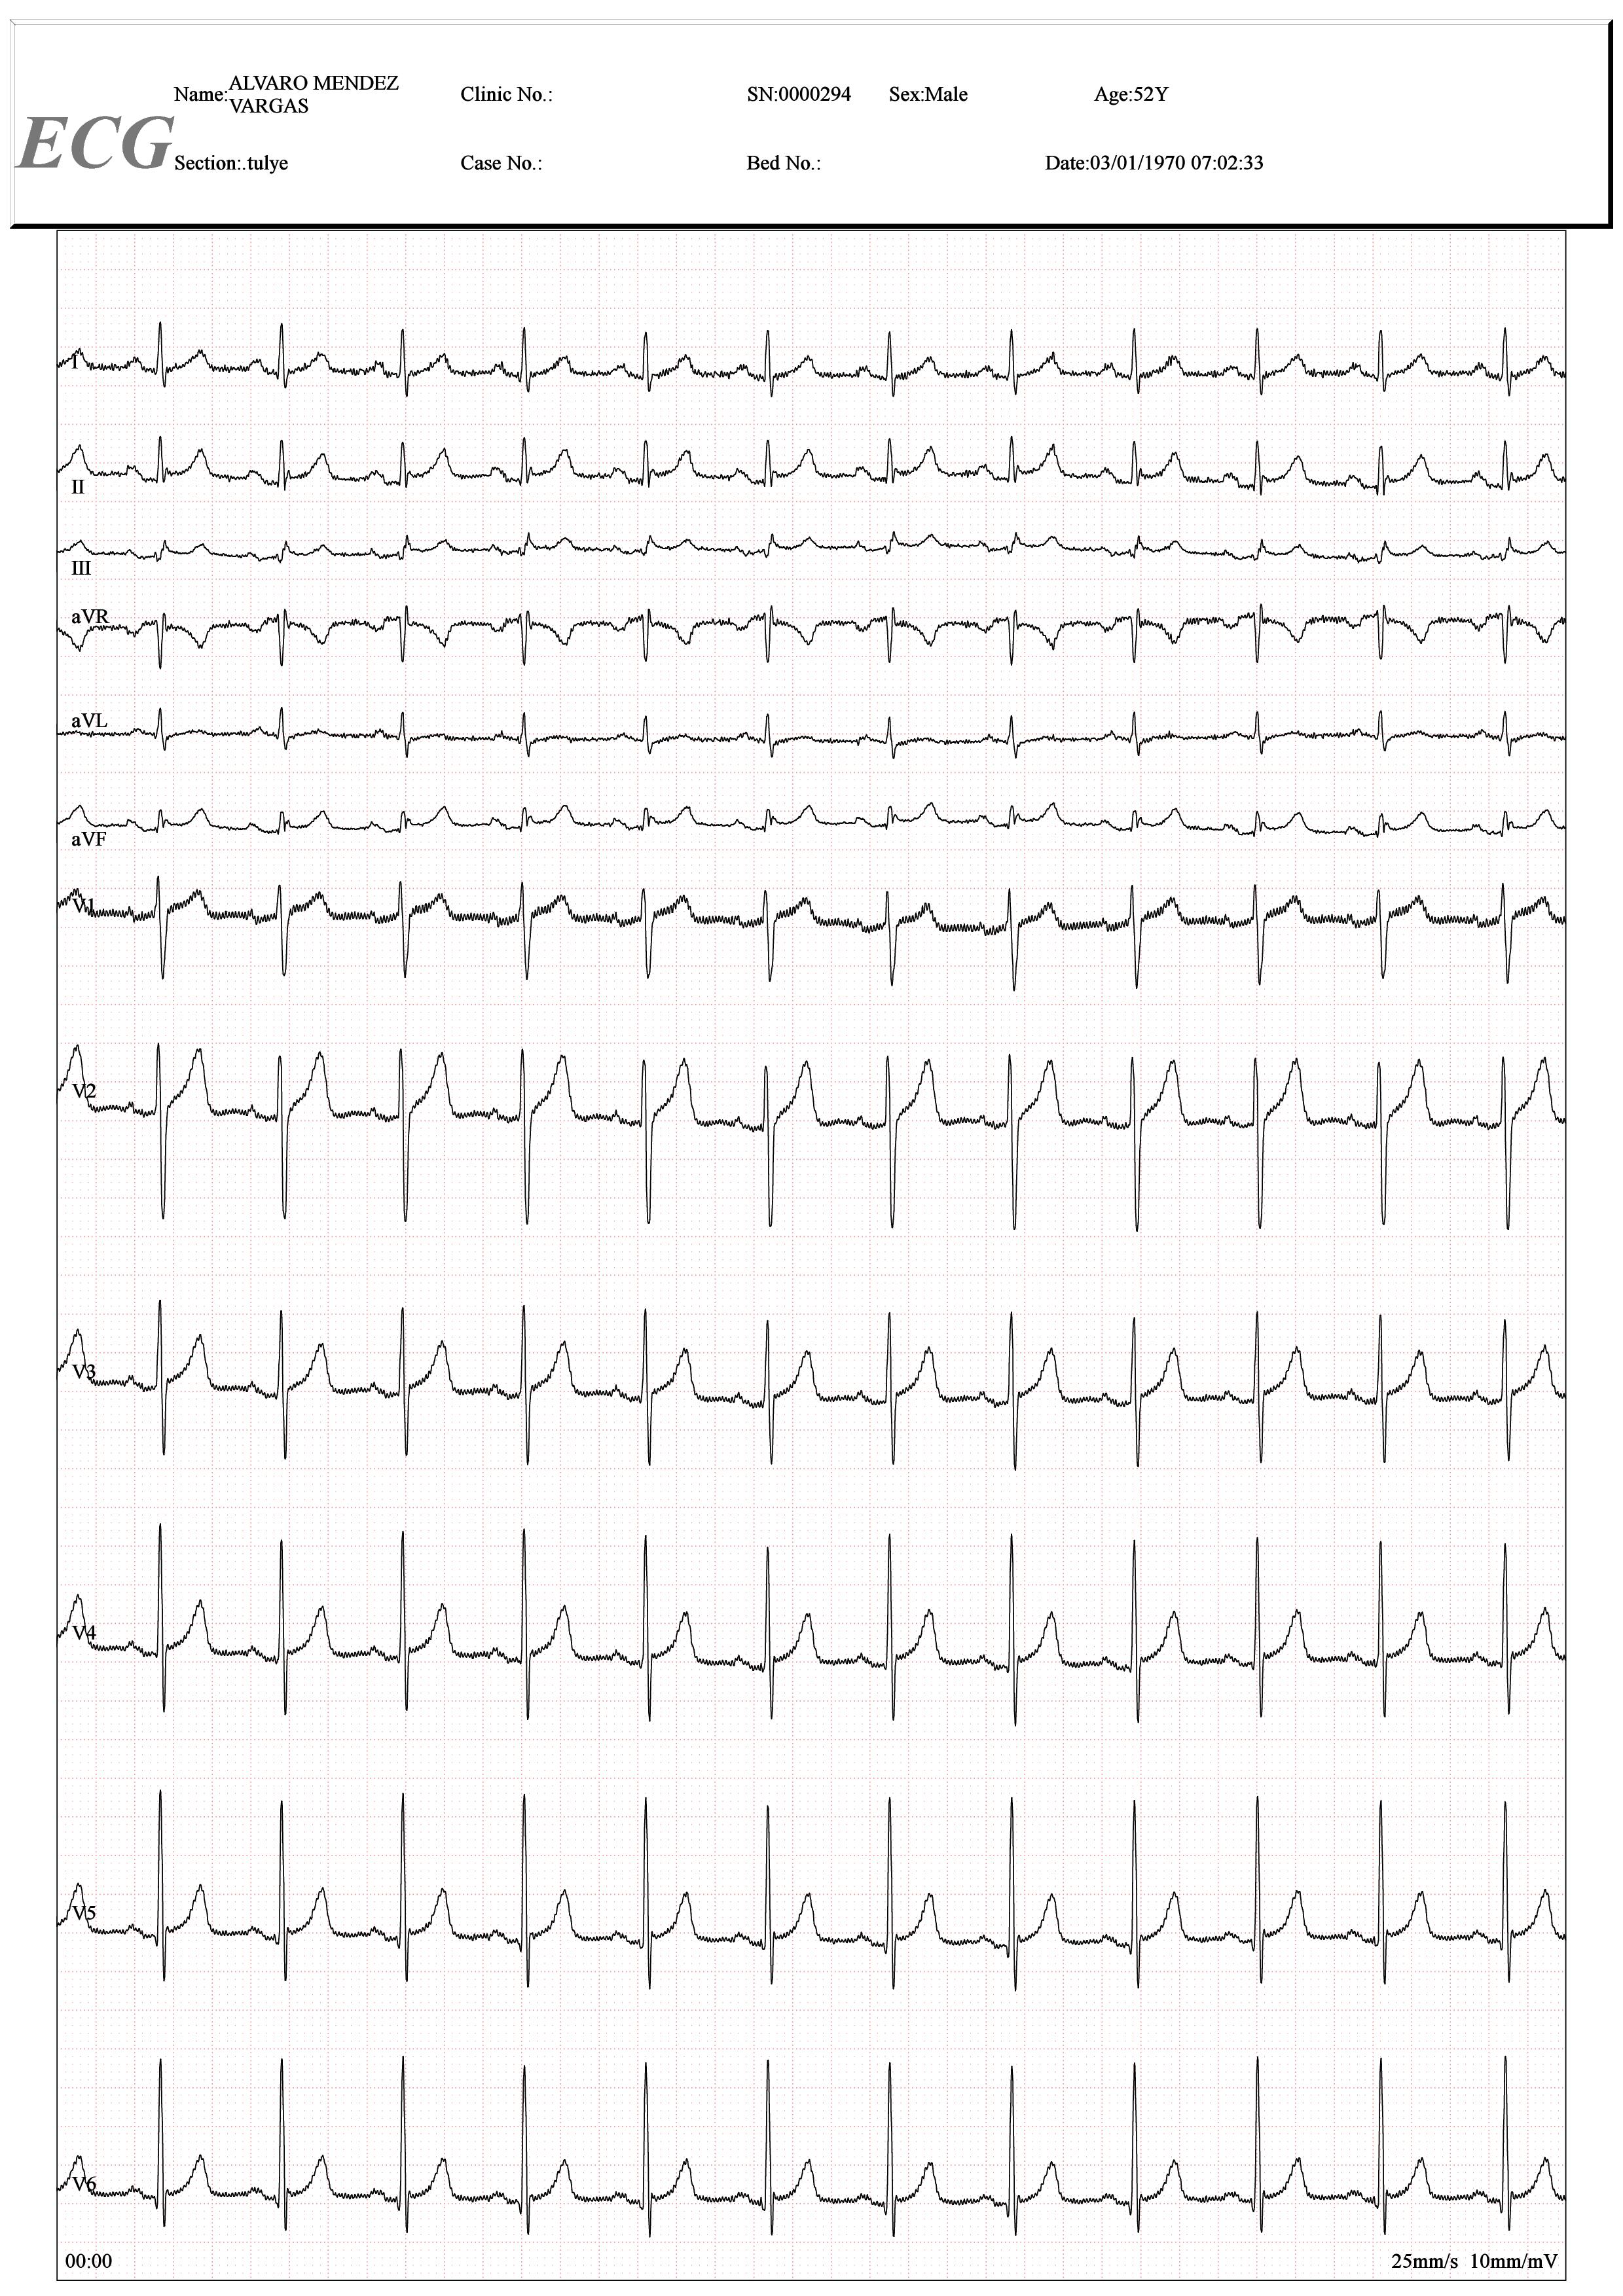 ECG
Name:ALVARO MENDEZ VARGAS Clinic No.: SN:0000294 Sex:Male Age:52Y
Section:.tulye Case No.: Bed No.: Date:03/01/1970 07:02:33
I
II
III
aVR
aVL
aVF
V1
V2
V3
V4
V5
V6
00:00 25mm/s 10mm/mV